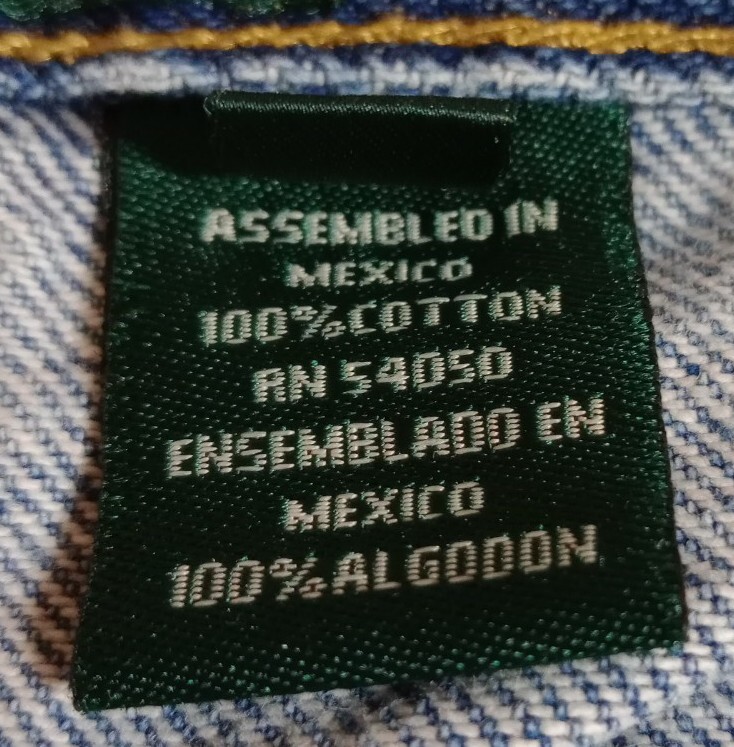 ASSEMBLED IN
MEXICO
100%COTTON
RN 54050
ENSEMBLADO EN
MEXICO
100%ALGODON